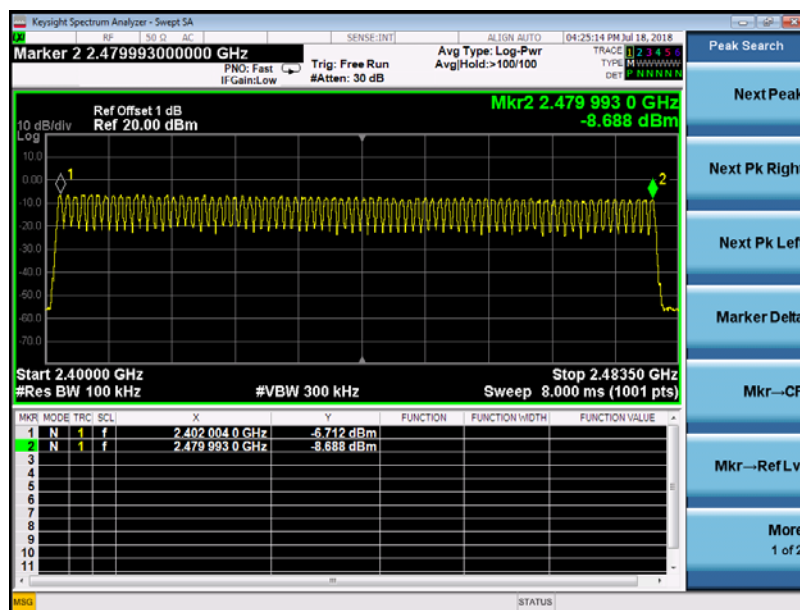 Keysight Spectrum Analyzer - Swept SA
RF 50 Ω AC SENSE:INT ALIGN AUTO 04:25:14 PM Jul 18, 2018
Marker 2 2.479993000000 GHz
PNO: Fast
IFGain:Low
Trig: Free Run
#Atten: 30 dB
Avg Type: Log-Pwr
Avg|Hold:>100/100
TRACE 1 2 3 4 5 6
TYPE M W W W W W
DET P N N N N N
Peak Search
Next Peak
Next Pk Right
Next Pk Left
Marker Delta
Mkr→CF
Mkr→Ref Lv
More
1 of 2
Mkr2 2.479 993 0 GHz
-8.688 dBm
Ref Offset 1 dB
10 dB/div Ref 20.00 dBm
Log
10.0
0.00
-10.0
-20.0
-30.0
-40.0
-50.0
-60.0
-70.0
1
2
Start 2.40000 GHz Stop 2.48350 GHz
#Res BW 100 kHz #VBW 300 kHz Sweep 8.000 ms (1001 pts)
MKR MODE TRC SCL X Y FUNCTION FUNCTION WIDTH FUNCTION VALUE
1 N 1 f 2.402 004 0 GHz -6.712 dBm
2 N 1 f 2.479 993 0 GHz -8.688 dBm
3
4
5
6
7
8
9
10
11
MSG STATUS